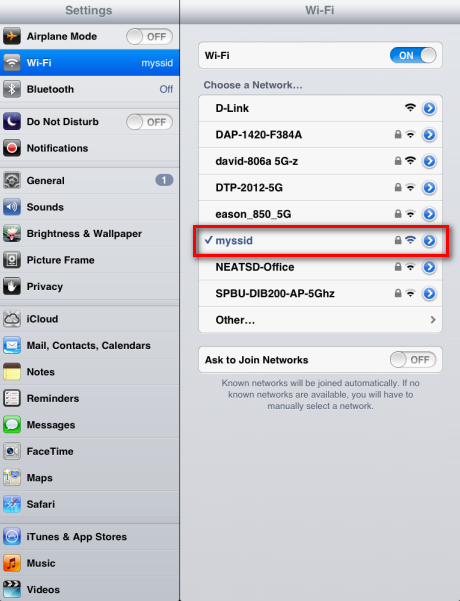 Settings
Airplane Mode OFF
Wi-Fi myssid
Bluetooth Off
Do Not Disturb OFF
Notifications
General 1
Sounds
Brightness & Wallpaper
Picture Frame
Privacy
iCloud
Mail, Contacts, Calendars
Notes
Reminders
Messages
FaceTime
Maps
Safari
iTunes & App Stores
Music
Videos
Wi-Fi
Wi-Fi ON
Choose a Network...
D-Link
DAP-1420-F384A
david-806a 5G-z
DTP-2012-5G
eason_850_5G
✓ myssid
NEATSD-Office
SPBU-DIB200-AP-5Ghz
Other...
Ask to Join Networks OFF
Known networks will be joined automatically. If no
known networks are available, you will have to
manually select a network.